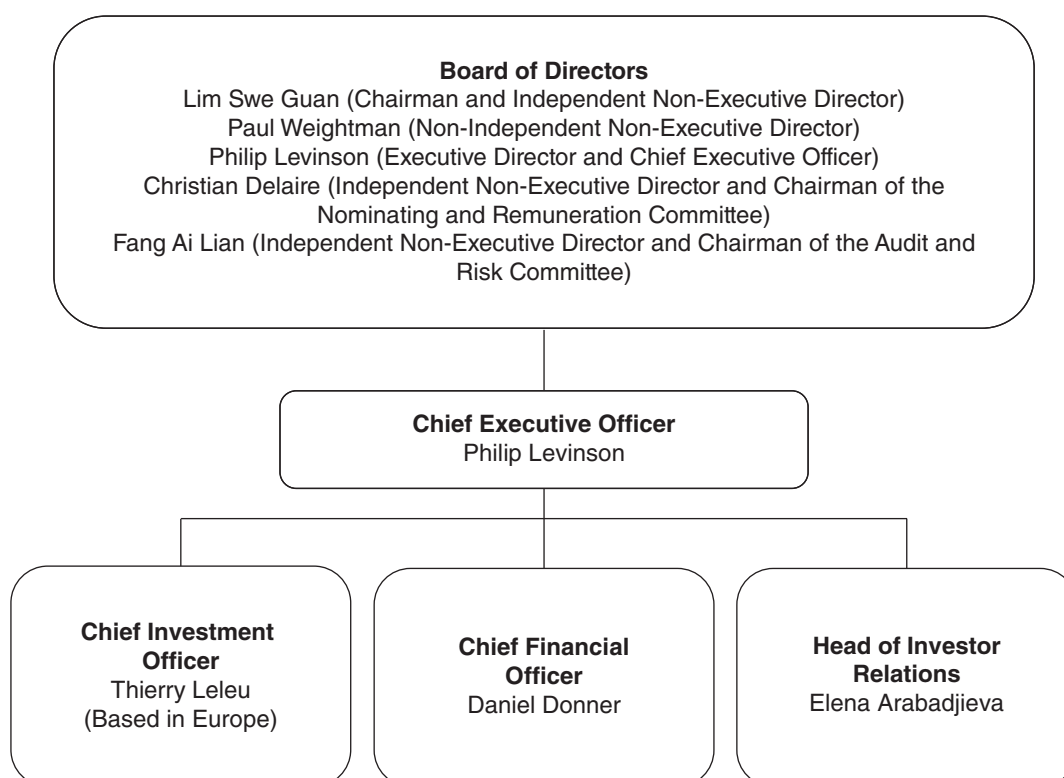 Board of Directors
Lim Swe Guan (Chairman and Independent Non-Executive Director)
Paul Weightman (Non-Independent Non-Executive Director)
Philip Levinson (Executive Director and Chief Executive Officer)
Christian Delaire (Independent Non-Executive Director and Chairman of the
Nominating and Remuneration Committee)
Fang Ai Lian (Independent Non-Executive Director and Chairman of the Audit and
Risk Committee)
Chief Executive Officer
Philip Levinson
Chief Investment
Officer
Thierry Leleu
(Based in Europe)
Chief Financial
Officer
Daniel Donner
Head of Investor
Relations
Elena Arabadjieva